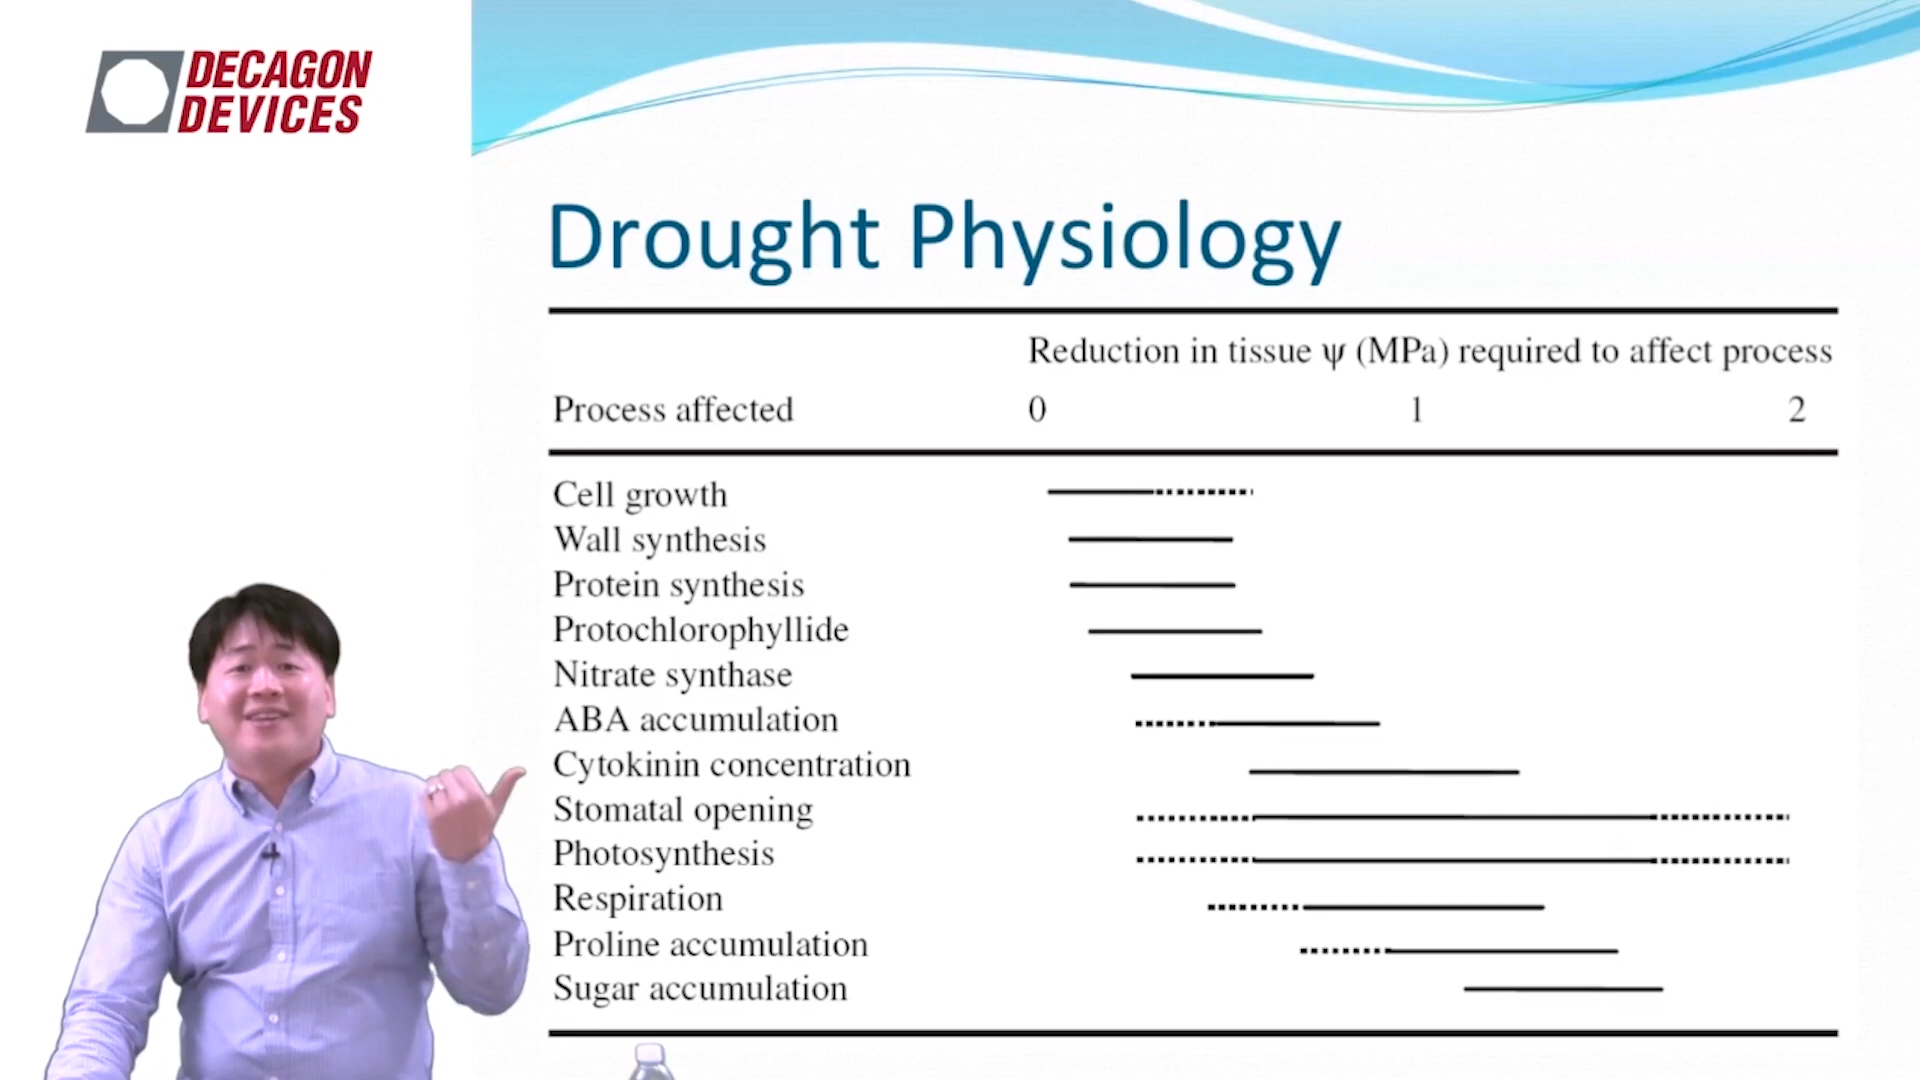 DECAGON
DEVICES
Drought Physiology
Reduction in tissue ψ (MPa) required to affect process
Process affected 0 1 2
Cell growth
Wall synthesis
Protein synthesis
Protochlorophyllide
Nitrate synthase
ABA accumulation
Cytokinin concentration
Stomatal opening
Photosynthesis
Respiration
Proline accumulation
Sugar accumulation